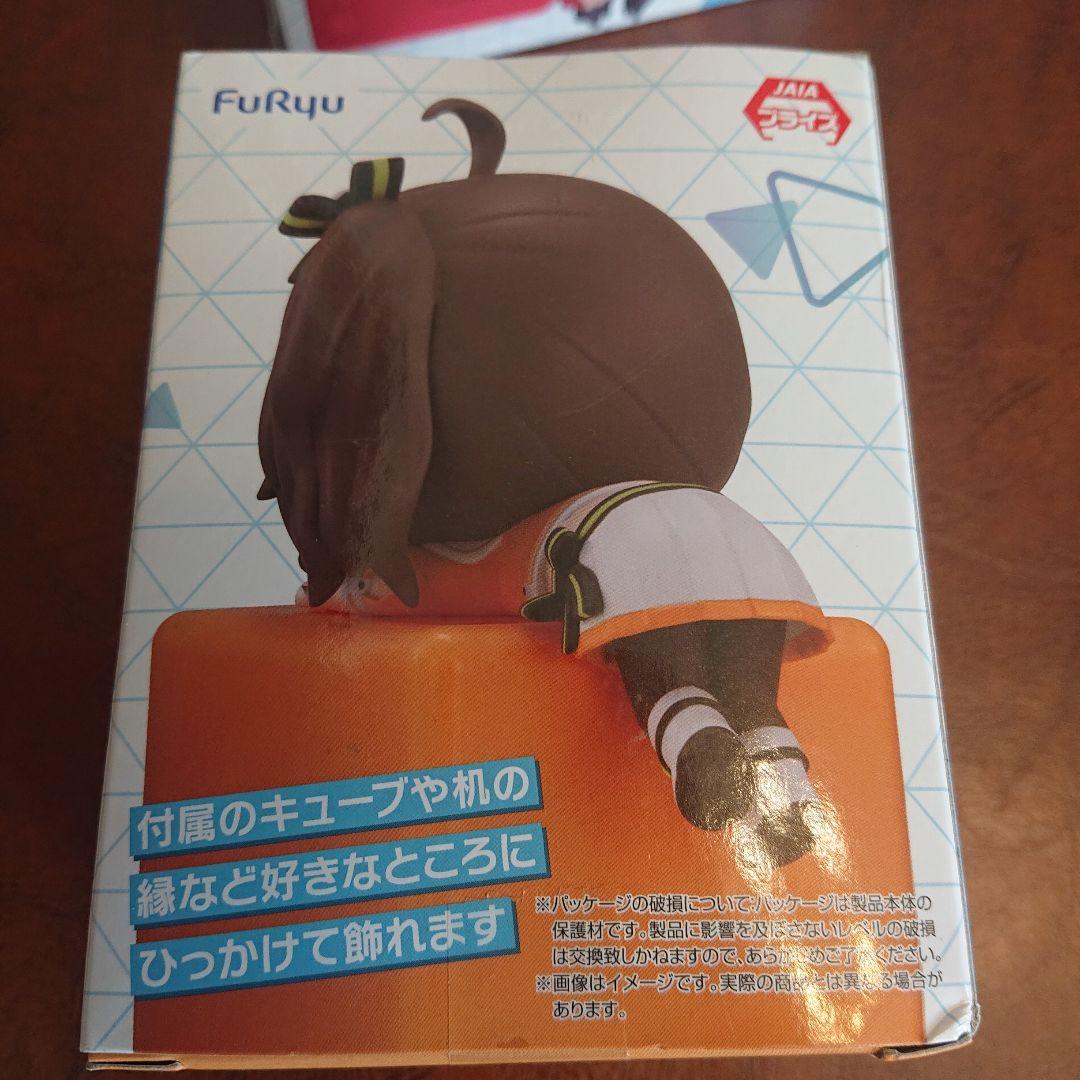 FuRyu
JAIA
プライズ
付属のキューブや机の
縁など好きなところに
ひっかけて飾れます
※パッケージの破損について:パッケージは製品本体の
保護材です。製品に影響を及ぼさないレベルの破損
は交換致しかねますので、あらかじめご了承ください。
※画像はイメージです。実際の商品とは異なる場合が
あります。